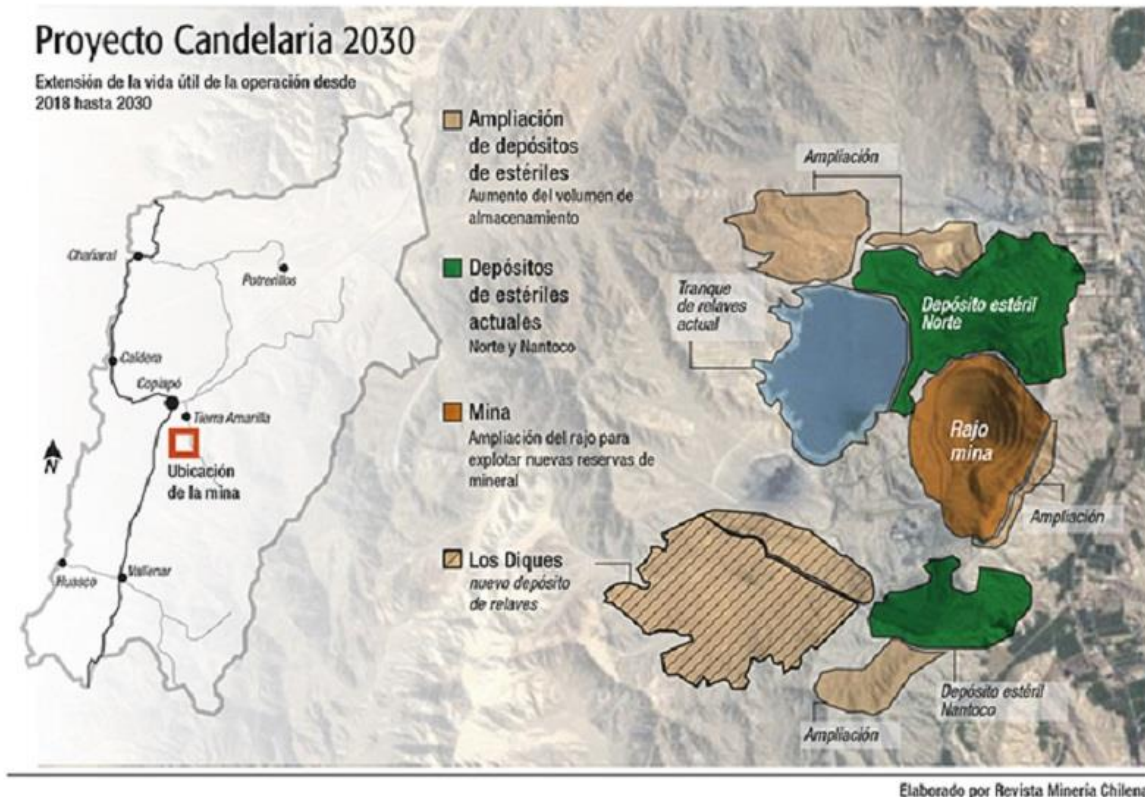 Proyecto Candelaria 2030
Extensión de la vida útil de la operación desde
2018 hasta 2030
Chañaral
Potrerillos
Caldera
Copiapó
Tierra Amarilla
N
Ubicación
de la mina
Huasco
Vallenar
Ampliación
de depósitos
de estériles
Aumento del volumen de
almacenamiento
Depósitos
de estériles
actuales
Norte y Nantoco
Mina
Ampliación del rajo para
explotar nuevas reservas de
mineral
Los Diques
nuevo depósito
de relaves
Ampliación
Tranque
de relaves
actual
Depósito estéril
Norte
Rajo
mina
Ampliación
Depósito estéril
Nantoco
Ampliación
Elaborado por Revista Minería Chilena